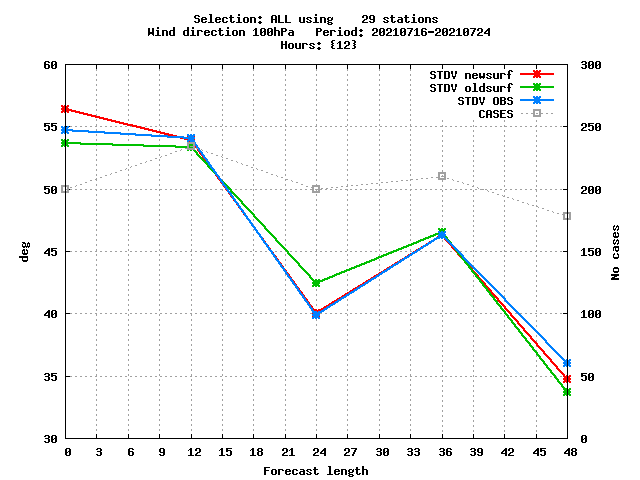 Selection: ALL using    29 stations
Wind direction 100hPa   Period: 20210716-20210724
Hours: {12}
60 300
STDV newsurf
STDV oldsurf
STDV OBS
CASES
55 250
50 200
45 150
40 100
35 50
30 0
deg
No cases
0 3 6 9 12 15 18 21 24 27 30 33 36 39 42 45 48
Forecast length